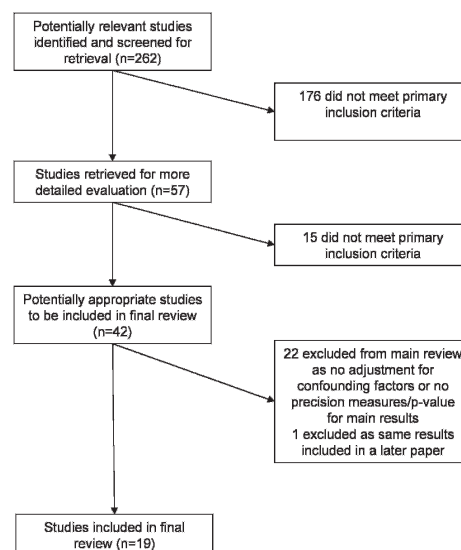 Potentially relevant studies
identified and screened for
retrieval (n=262)
176 did not meet primary
inclusion criteria
Studies retrieved for more
detailed evaluation (n=57)
15 did not meet primary
inclusion criteria
Potentially appropriate studies
to be included in final review
(n=42)
22 excluded from main review
as no adjustment for
confounding factors or no
precision measures/p-value
for main results
1 excluded as same results
included in a later paper
Studies included in final
review (n=19)